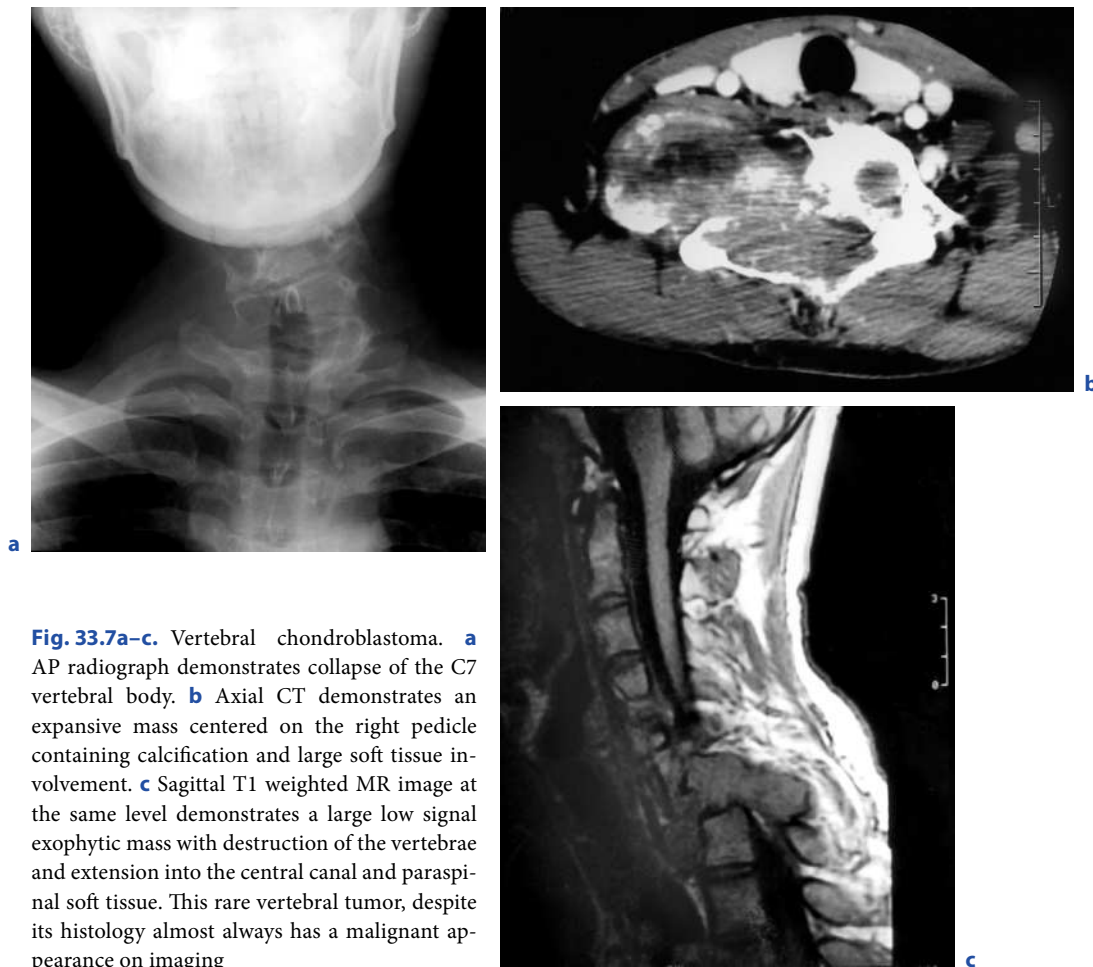 a
b
Fig. 33.7a–c. Vertebral chondroblastoma. a
AP radiograph demonstrates collapse of the C7
vertebral body. b Axial CT demonstrates an
expansive mass centered on the right pedicle
containing calcification and large soft tissue in-
volvement. c Sagittal T1 weighted MR image at
the same level demonstrates a large low signal
exophytic mass with destruction of the vertebrae
and extension into the central canal and paraspi-
nal soft tissue. This rare vertebral tumor, despite
its histology almost always has a malignant ap-
pearance on imaging
3
0
c